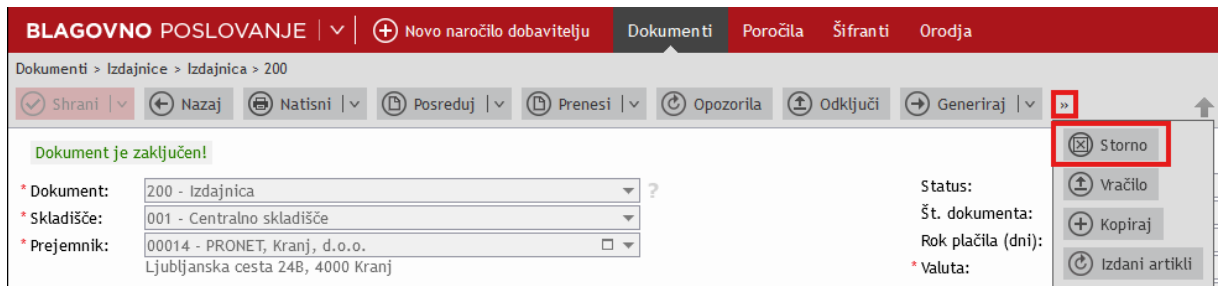 BLAGOVNO POSLOVANJE Novo naročilo dobavitelju Dokumenti Poročila Šifranti Orodja
Dokumenti > Izdajnice > Izdajnica > 200
Shrani Nazaj Natisni Posreduj Prenesi Opozorila Odključi Generiraj »
Storno
Dokument je zaključen!
* Dokument: 200 - Izdajnica ? Status:
Vračilo
* Skladišče: 001 - Centralno skladišče Št. dokumenta:
Kopiraj
* Prejemnik: 00014 - PRONET, Kranj, d.o.o. Rok plačila (dni):
Ljubljanska cesta 24B, 4000 Kranj * Valuta:
Izdani artikli